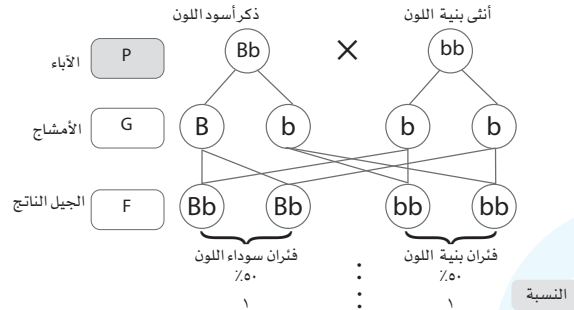 أنثى بنية اللون
ذكر أسود اللون
الآباء P Bb × bb
الأمشاج G B b b b
الجيل الناتج F Bb Bb bb bb
فئران بنية اللون
فئران سوداء اللون
٥٠٪ ٥٠٪
النسبة ١ : ١